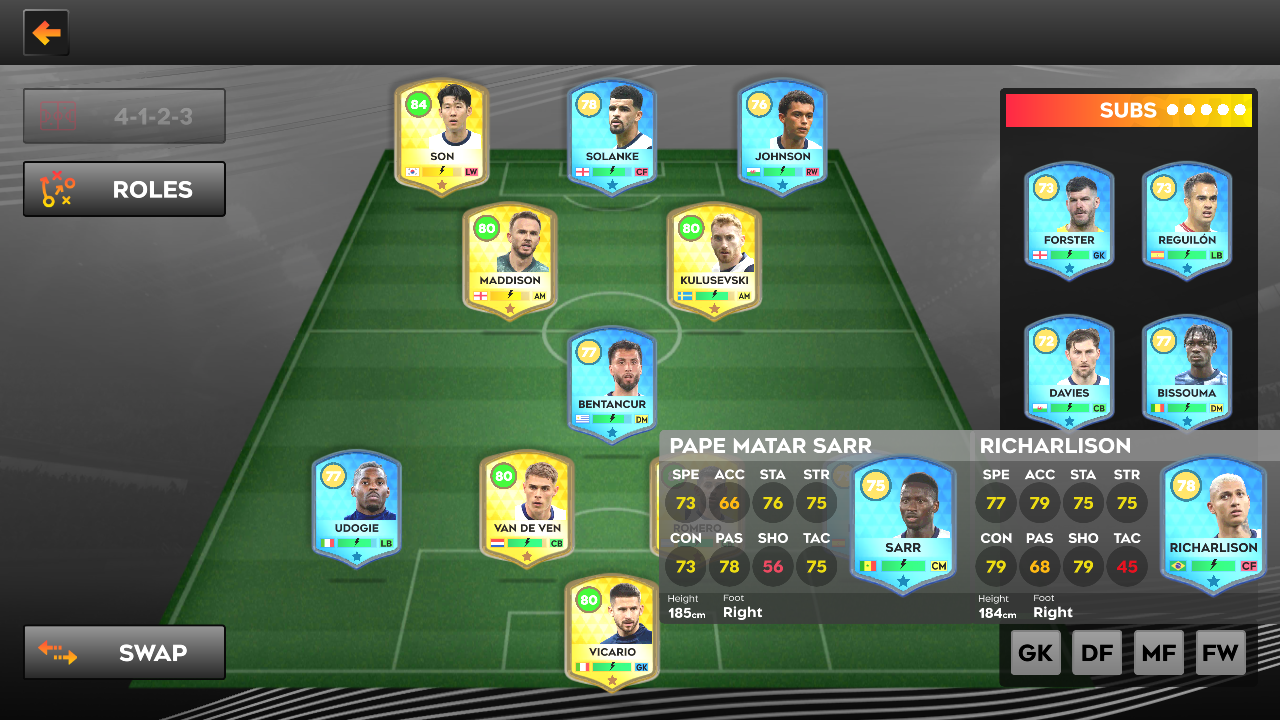 4-1-2-3
ROLES
84
SON
LW
78
SOLANKE
CF
76
JOHNSON
RW
SUBS
73
FORSTER
GK
73
REGUILÓN
LB
80
MADDISON
AM
80
KULUSEVSKI
AM
77
BENTANCUR
DM
72
DAVIES
CB
77
BISSOUMA
DM
77
UDOGIE
LB
80
VAN DE VEN
CB
ROMERO
PAPE MATAR SARR
SPE ACC STA STR
73 66 76 75
CON PAS SHO TAC
73 78 56 75
Height Foot
185cm Right
75
SARR
CM
RICHARLISON
SPE ACC STA STR
77 79 75 75
CON PAS SHO TAC
79 68 79 45
Height Foot
184cm Right
78
RICHARLISON
CF
80
VICARIO
GK
SWAP
GK DF MF FW